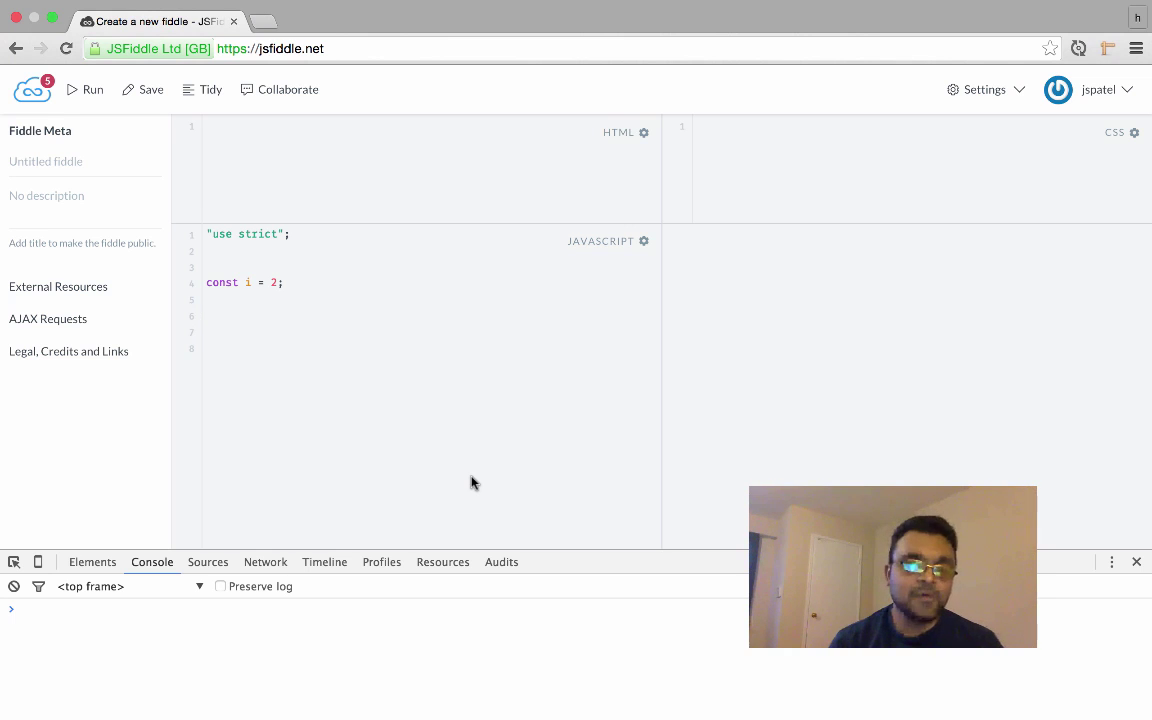 Create a new fiddle - JSFid
h
JSFiddle Ltd [GB] https://jsfiddle.net
5 Run Save Tidy Collaborate Settings jspatel
Fiddle Meta
Untitled fiddle
No description
Add title to make the fiddle public.
External Resources
AJAX Requests
Legal, Credits and Links
1 HTML
1 CSS
JAVASCRIPT
1 "use strict";
2
3
4 const i = 2;
5
6
7
8
Elements Console Sources Network Timeline Profiles Resources Audits
<top frame> Preserve log